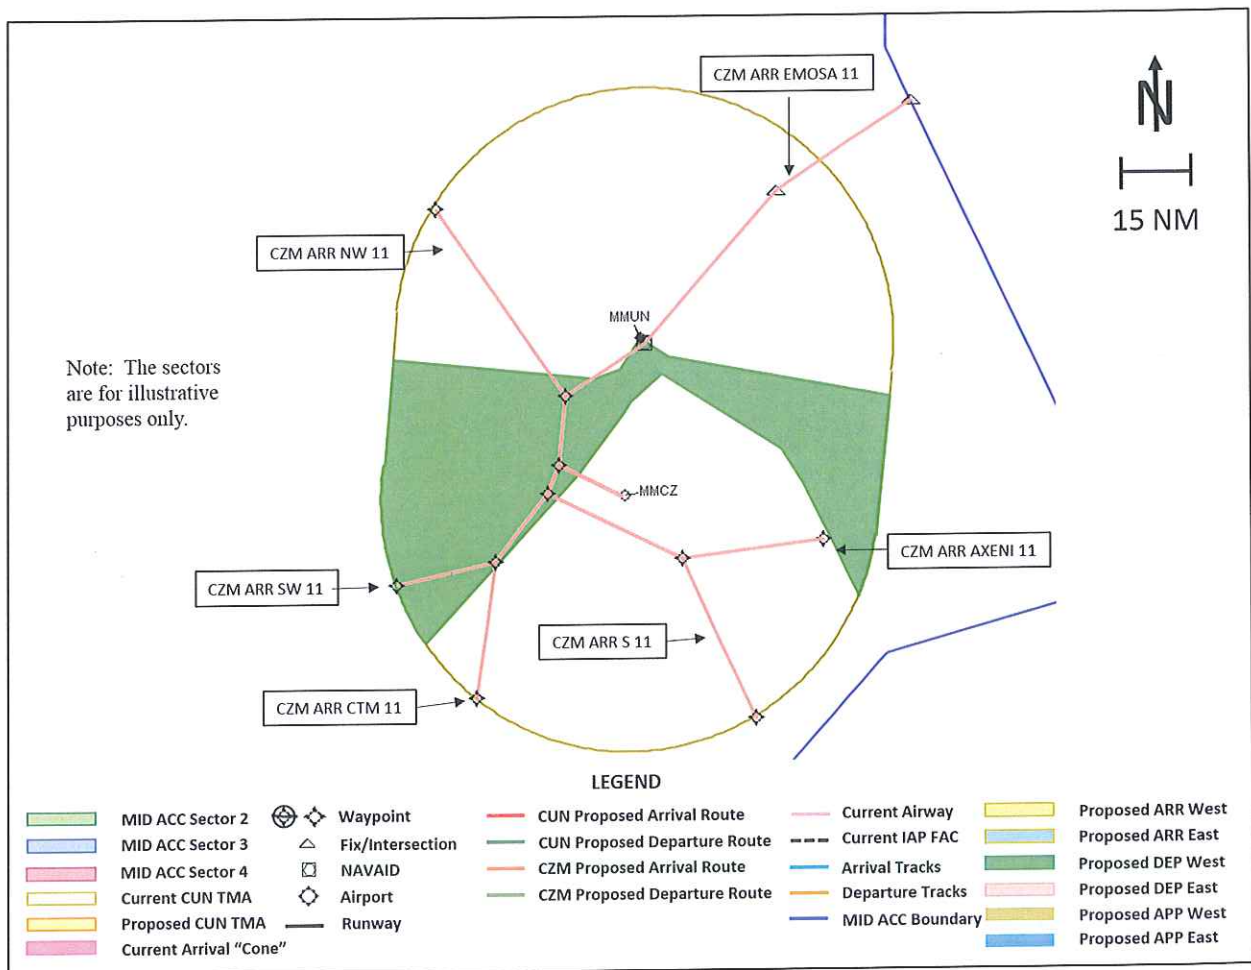 CZM ARR EMOSA 11
N
15 NM
CZM ARR NW 11
MMUN
Note: The sectors
are for illustrative
purposes only.
MMCZ
CZM ARR AXENI 11
CZM ARR SW 11
CZM ARR S 11
CZM ARR CTM 11
LEGEND
MID ACC Sector 2
MID ACC Sector 3
MID ACC Sector 4
Current CUN TMA
Proposed CUN TMA
Current Arrival “Cone”
Waypoint
Fix/Intersection
NAVAID
Airport
Runway
CUN Proposed Arrival Route
CUN Proposed Departure Route
CZM Proposed Arrival Route
CZM Proposed Departure Route
Current Airway
Current IAP FAC
Arrival Tracks
Departure Tracks
MID ACC Boundary
Proposed ARR West
Proposed ARR East
Proposed DEP West
Proposed DEP East
Proposed APP West
Proposed APP East